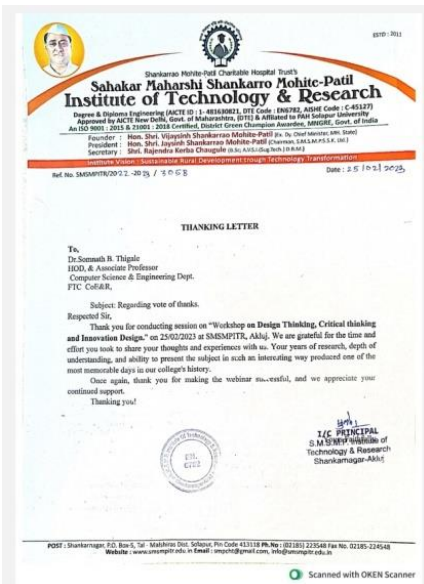 ESTD : 2011
Shankarrao Mohite-Patil Charitable Hospital Trust's
Sahakar Maharshi Shankarro Mohite-Patil
Institute of Technology & Research
Degree & Diploma Engineering (AICTE ID : 1-481630821, DTE Code : EN6782, AISHE Code : C-45127)
Approved by AICTE New Delhi, Govt. of Maharashtra, (DTE) & Affiliated to PAH Solapur University
An ISO 9001 : 2015 & 21001 : 2018 Certified, District Green Champion Awardee, MNGRE, Govt. of India
Founder : Hon. Shri. Vijaysinh Shankarrao Mohite-Patil (Ex. Dy. Chief Minister, MH. State)
President : Hon. Shri. Jaysinh Shankarrao Mohite-Patil (Chairman, S.M.S.M.P.S.S.K. Ltd.)
Secretary : Shri. Rajendra Kerba Chaugule
Institute Vision - Sustainable Rural Development trough Technology Transformation
Ref. No. SMSMPITR/2022 -2023 / 3058
Date : 25/02/2023
THANKING LETTER
To,
Dr.Somnath B. Thigale
HOD, & Associate Professor
Computer Science & Engineering Dept.
FTC CoE&R,
Subject: Regarding vote of thanks.
Respected Sir,
Thank you for conducting session on "Workshop on Design Thinking, Critical thinking
and Innovation Design." on 25/02/2023 at SMSMPITR, Akluj. We are grateful for the time and
effort you took to share your thoughts and experiences with us. Your years of research, depth of
understanding, and ability to present the subject in such an interesting way produced one of the
most memorable days in our college's history.
Once again, thank you for making the webinar successful, and we appreciate your
continued support.
Thanking you!
I/C PRINCIPAL
S.M.S.M.P. Institute of
Technology & Research
Shankarnagar-Akluj
POST : Shankarnagar, P.O. Box-5, Tal - Malshiras Dist. Solapur, Pin Code 413118 Ph.No : (02185) 223548 Fax No. 02185-224548
Website : www.smsmpitr.edu.in Email : smpcht@gmail.com, info@smsmpitr.edu.in
Scanned with OKEN Scanner